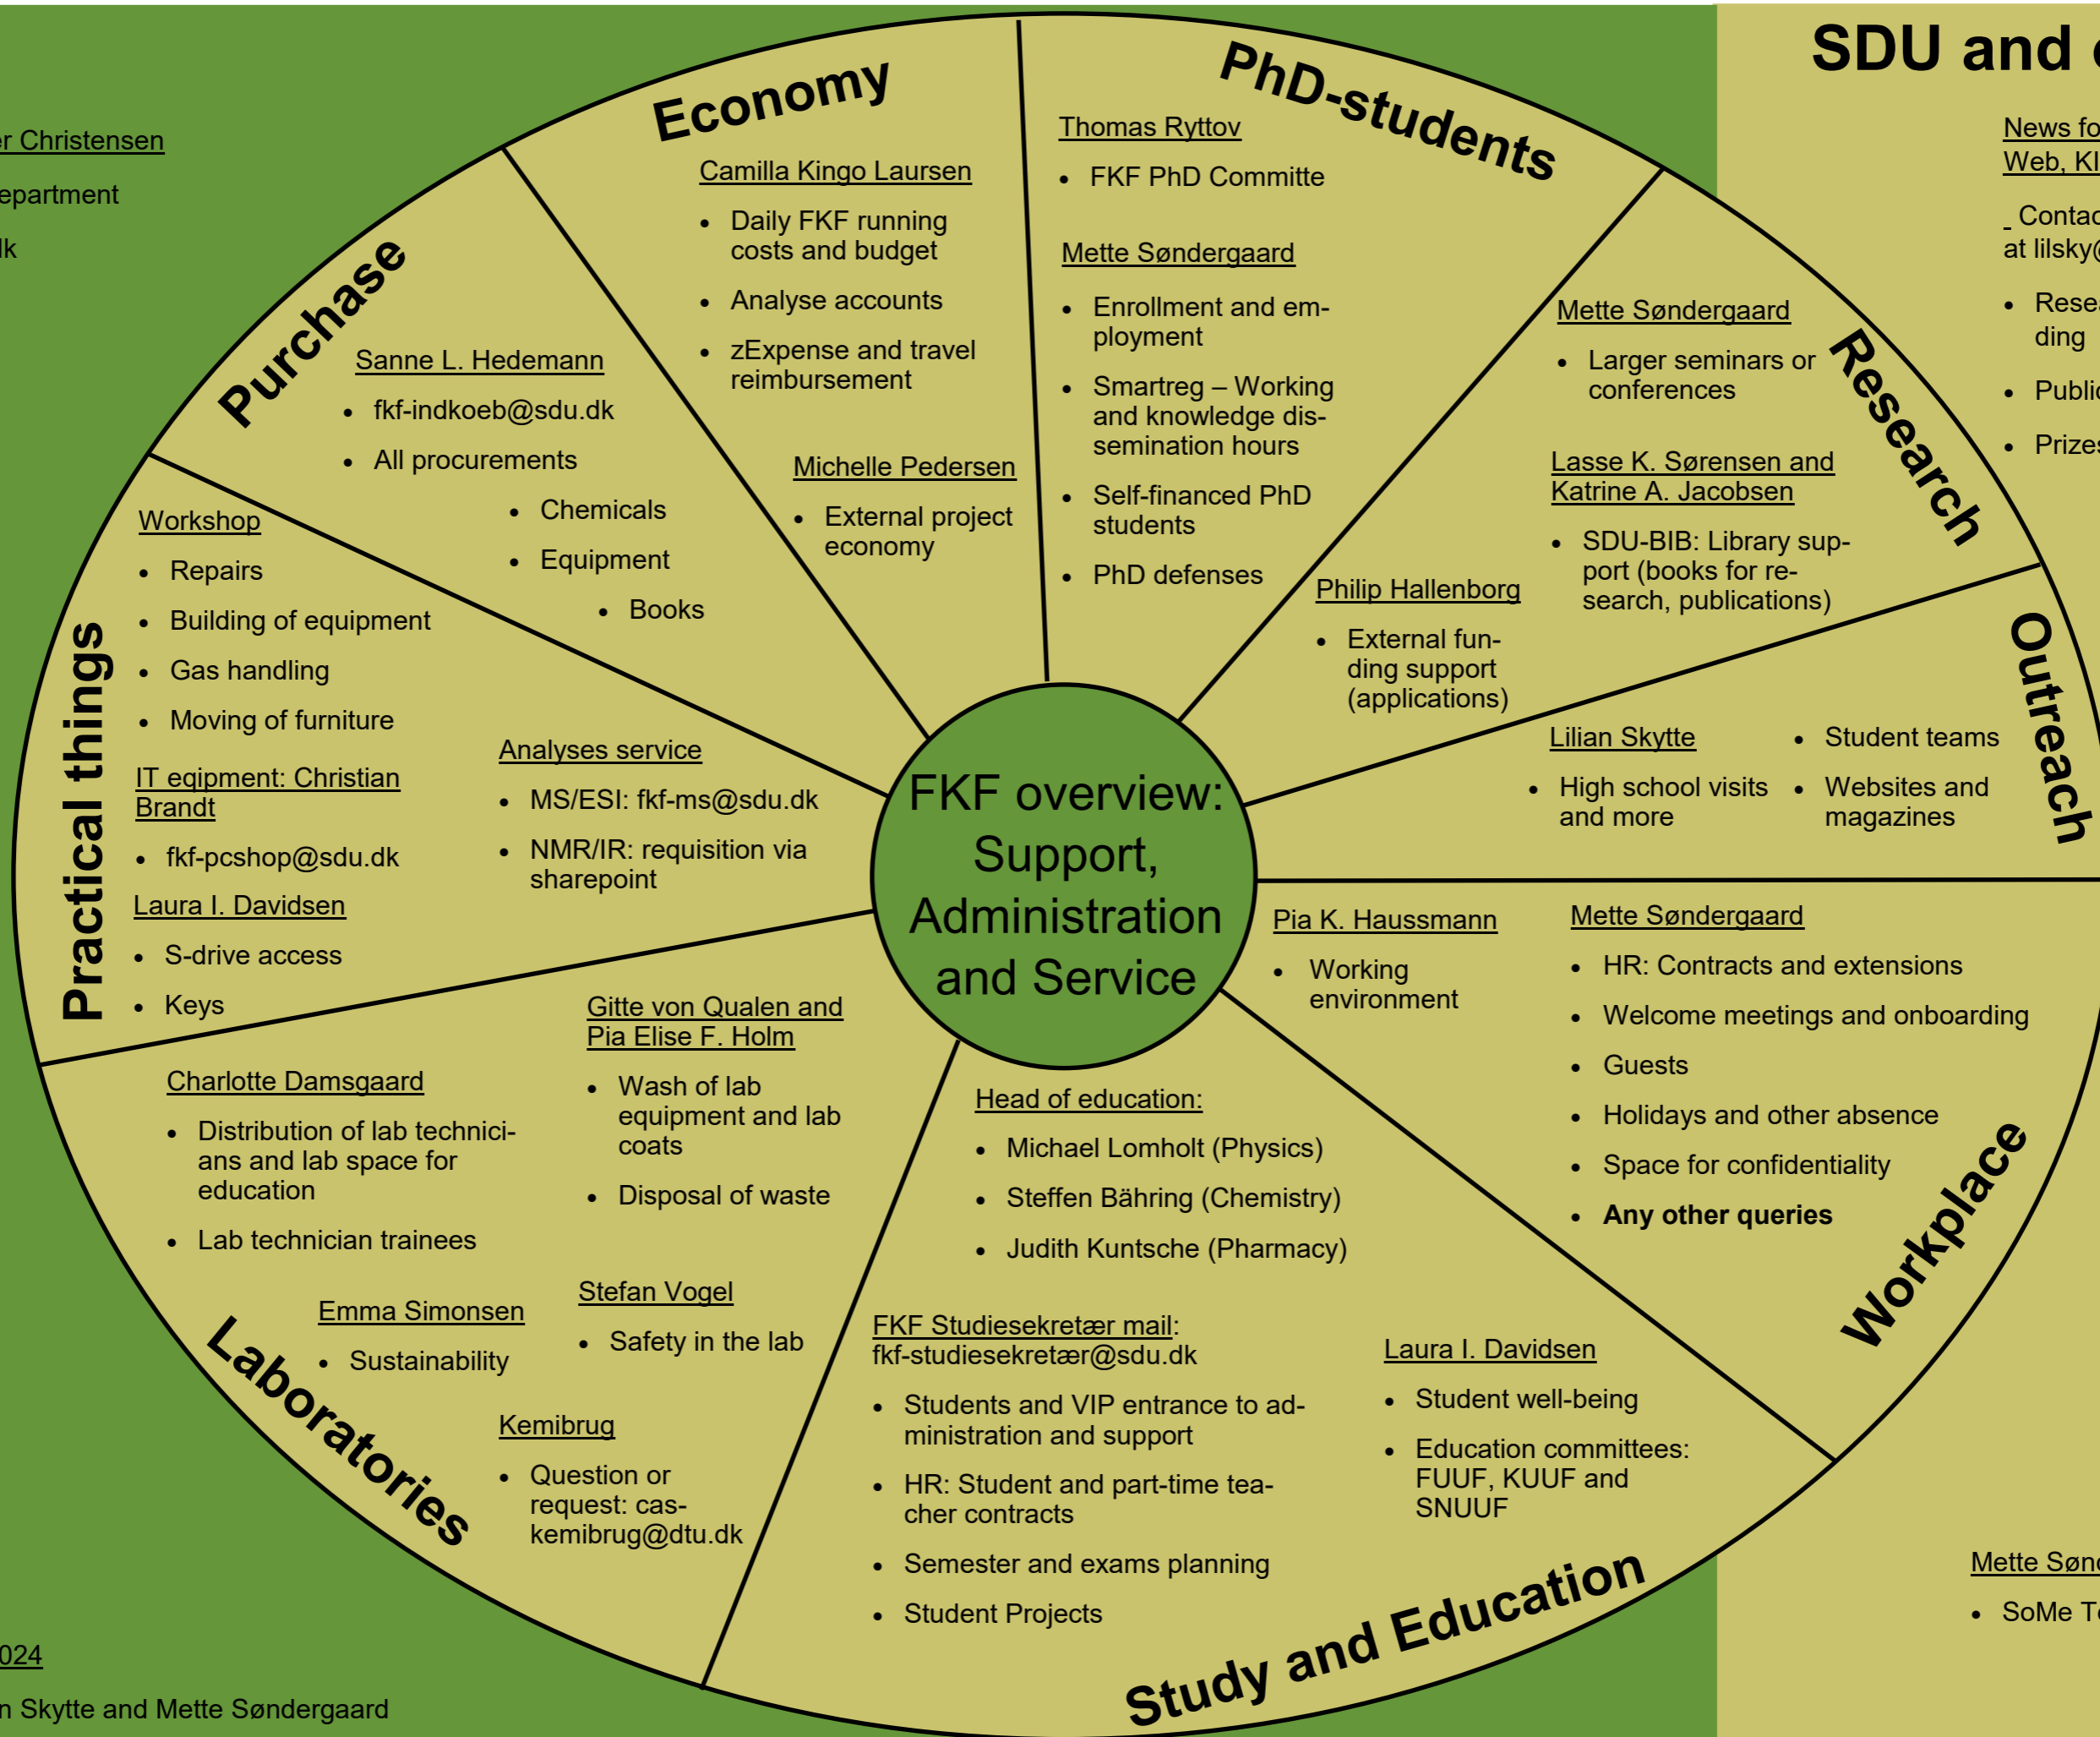 er Christensen
epartment
lk
Economy
Camilla Kingo Laursen
• Daily FKF running
costs and budget
• Analyse accounts
• zExpense and travel
reimbursement
Michelle Pedersen
• External project
economy
PhD-students
Thomas Ryttov
• FKF PhD Committe
Mette Søndergaard
• Enrollment and em-
ployment
• Smartreg – Working
and knowledge dis-
semination hours
• Self-financed PhD
students
• PhD defenses
Research
Mette Søndergaard
• Larger seminars or
conferences
Lasse K. Sørensen and
Katrine A. Jacobsen
• SDU-BIB: Library sup-
port (books for re-
search, publications)
Philip Hallenborg
• External fun-
ding support
(applications)
Outreach
Lilian Skytte
• High school visits
and more
• Student teams
• Websites and
magazines
Workplace
Pia K. Haussmann
• Working
environment
Mette Søndergaard
• HR: Contracts and extensions
• Welcome meetings and onboarding
• Guests
• Holidays and other absence
• Space for confidentiality
• Any other queries
Study and Education
Head of education:
• Michael Lomholt (Physics)
• Steffen Bähring (Chemistry)
• Judith Kuntsche (Pharmacy)
FKF Studiesekretær mail:
fkf-studiesekretær@sdu.dk
• Students and VIP entrance to ad-
ministration and support
• HR: Student and part-time tea-
cher contracts
• Semester and exams planning
• Student Projects
Laura I. Davidsen
• Student well-being
• Education committees:
FUUF, KUUF and
SNUUF
Laboratories
Charlotte Damsgaard
• Distribution of lab technici-
ans and lab space for
education
• Lab technician trainees
Gitte von Qualen and
Pia Elise F. Holm
• Wash of lab
equipment and lab
coats
• Disposal of waste
Emma Simonsen
• Sustainability
Stefan Vogel
• Safety in the lab
Kemibrug
• Question or
request: cas-
kemibrug@dtu.dk
Practical things
Workshop
• Repairs
• Building of equipment
• Gas handling
• Moving of furniture
IT eqipment: Christian
Brandt
• fkf-pcshop@sdu.dk
Laura I. Davidsen
• S-drive access
• Keys
Analyses service
• MS/ESI: fkf-ms@sdu.dk
• NMR/IR: requisition via
sharepoint
Purchase
Sanne L. Hedemann
• fkf-indkoeb@sdu.dk
• All procurements
• Chemicals
• Equipment
• Books
FKF overview:
Support,
Administration
and Service
SDU and
News fo
Web, Kl
Contac
at lilsky@
• Resea
ding
• Public
• Prizes
Mette Sønd
• SoMe Te
024
n Skytte and Mette Søndergaard